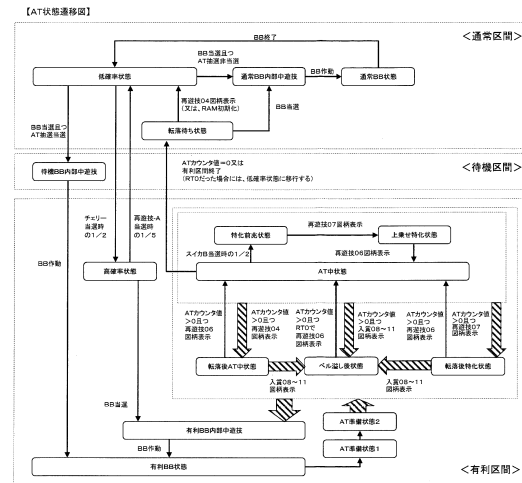 【AT状態遷移図】
<通常区間>
BB終了
BB当選且つ
AT抽選非当選
BB作動
低確率状態
通常BB内部中遊技
通常BB状態
再遊技04図柄表示
(又は、RAM初期化)
BB当選
転落待ち状態
BB当選且つ
AT抽選当選
<待機区間>
待機BB内部中遊技
ATカウンタ値=0又は
有利区間終了
(RT0だった場合には、低確率状態に移行する)
再遊技07図柄表示
特化前兆状態
上乗せ特化状態
再遊技06図柄表示
スイカB当選時の1/2
AT中状態
チェリー
当選時
の1/2
再遊技-A
当選時
の1/5
BB作動
高確率状態
ATカウンタ値
>0且つ
再遊技06
図柄表示
ATカウンタ値
>0且つ
再遊技04
図柄表示
ATカウンタ値
>0且つ
RT0で
再遊技06
図柄表示
ATカウンタ値
>0且つ
入賞08~11
図柄表示
ATカウンタ値
>0且つ
再遊技06
図柄表示
ATカウンタ値
>0且つ
再遊技07
図柄表示
転落後AT中状態
ベル溢し後状態
転落後特化状態
入賞08~11
図柄表示
入賞08~11
図柄表示
BB当選
有利BB内部中遊技
AT準備状態2
BB作動
AT準備状態1
有利BB状態
<有利区間>